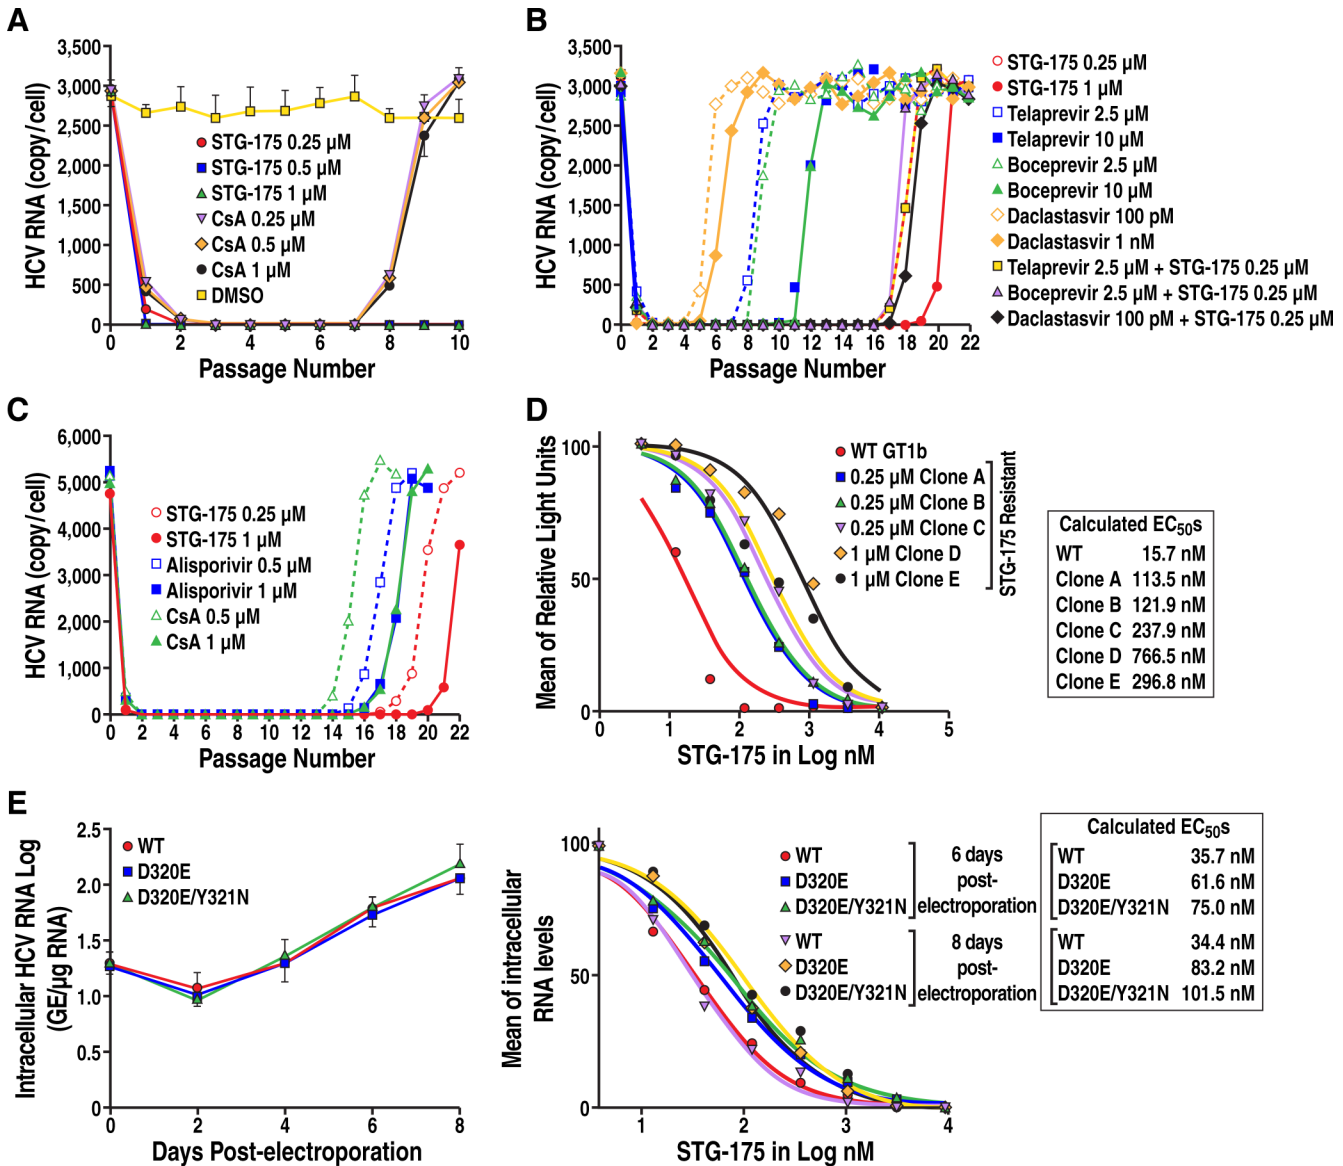 A
3,500
3,000
2,500
2,000
1,500
1,000
500
0
HCV RNA (copy/cell)
STG-175 0.25 µM
STG-175 0.5 µM
STG-175 1 µM
CsA 0.25 µM
CsA 0.5 µM
CsA 1 µM
DMSO
0 2 4 6 8 10
Passage Number
B
3,500
3,000
2,500
2,000
1,500
1,000
500
0
HCV RNA (copy/cell)
0 2 4 6 8 10 12 14 16 18 20 22
Passage Number
STG-175 0.25 µM
STG-175 1 µM
Telaprevir 2.5 µM
Telaprevir 10 µM
Boceprevir 2.5 µM
Boceprevir 10 µM
Daclastasvir 100 pM
Daclastasvir 1 nM
Telaprevir 2.5 µM + STG-175 0.25 µM
Boceprevir 2.5 µM + STG-175 0.25 µM
Daclastasvir 100 pM + STG-175 0.25 µM
C
6,000
5,000
4,000
3,000
2,000
1,000
0
HCV RNA (copy/cell)
STG-175 0.25 µM
STG-175 1 µM
Alisporivir 0.5 µM
Alisporivir 1 µM
CsA 0.5 µM
CsA 1 µM
0 2 4 6 8 10 12 14 16 18 20 22
Passage Number
D
100
50
0
Mean of Relative Light Units
WT GT1b
0.25 µM Clone A
0.25 µM Clone B
0.25 µM Clone C
1 µM Clone D
1 µM Clone E
STG-175 Resistant
0 1 2 3 4 5
STG-175 in Log nM
Calculated EC50s
WT 15.7 nM
Clone A 113.5 nM
Clone B 121.9 nM
Clone C 237.9 nM
Clone D 766.5 nM
Clone E 296.8 nM
E
2.5
2.0
1.5
1.0
0.5
0
Intracellular HCV RNA Log
(GE/µg RNA)
WT
D320E
D320E/Y321N
0 2 4 6 8
Days Post-electroporation
100
50
0
Mean of intracellular
RNA levels
WT
D320E
D320E/Y321N
6 days
post-
electroporation
WT
D320E
D320E/Y321N
8 days
post-
electroporation
1 2 3 4
STG-175 in Log nM
Calculated EC50s
WT 35.7 nM
D320E 61.6 nM
D320E/Y321N 75.0 nM
WT 34.4 nM
D320E 83.2 nM
D320E/Y321N 101.5 nM